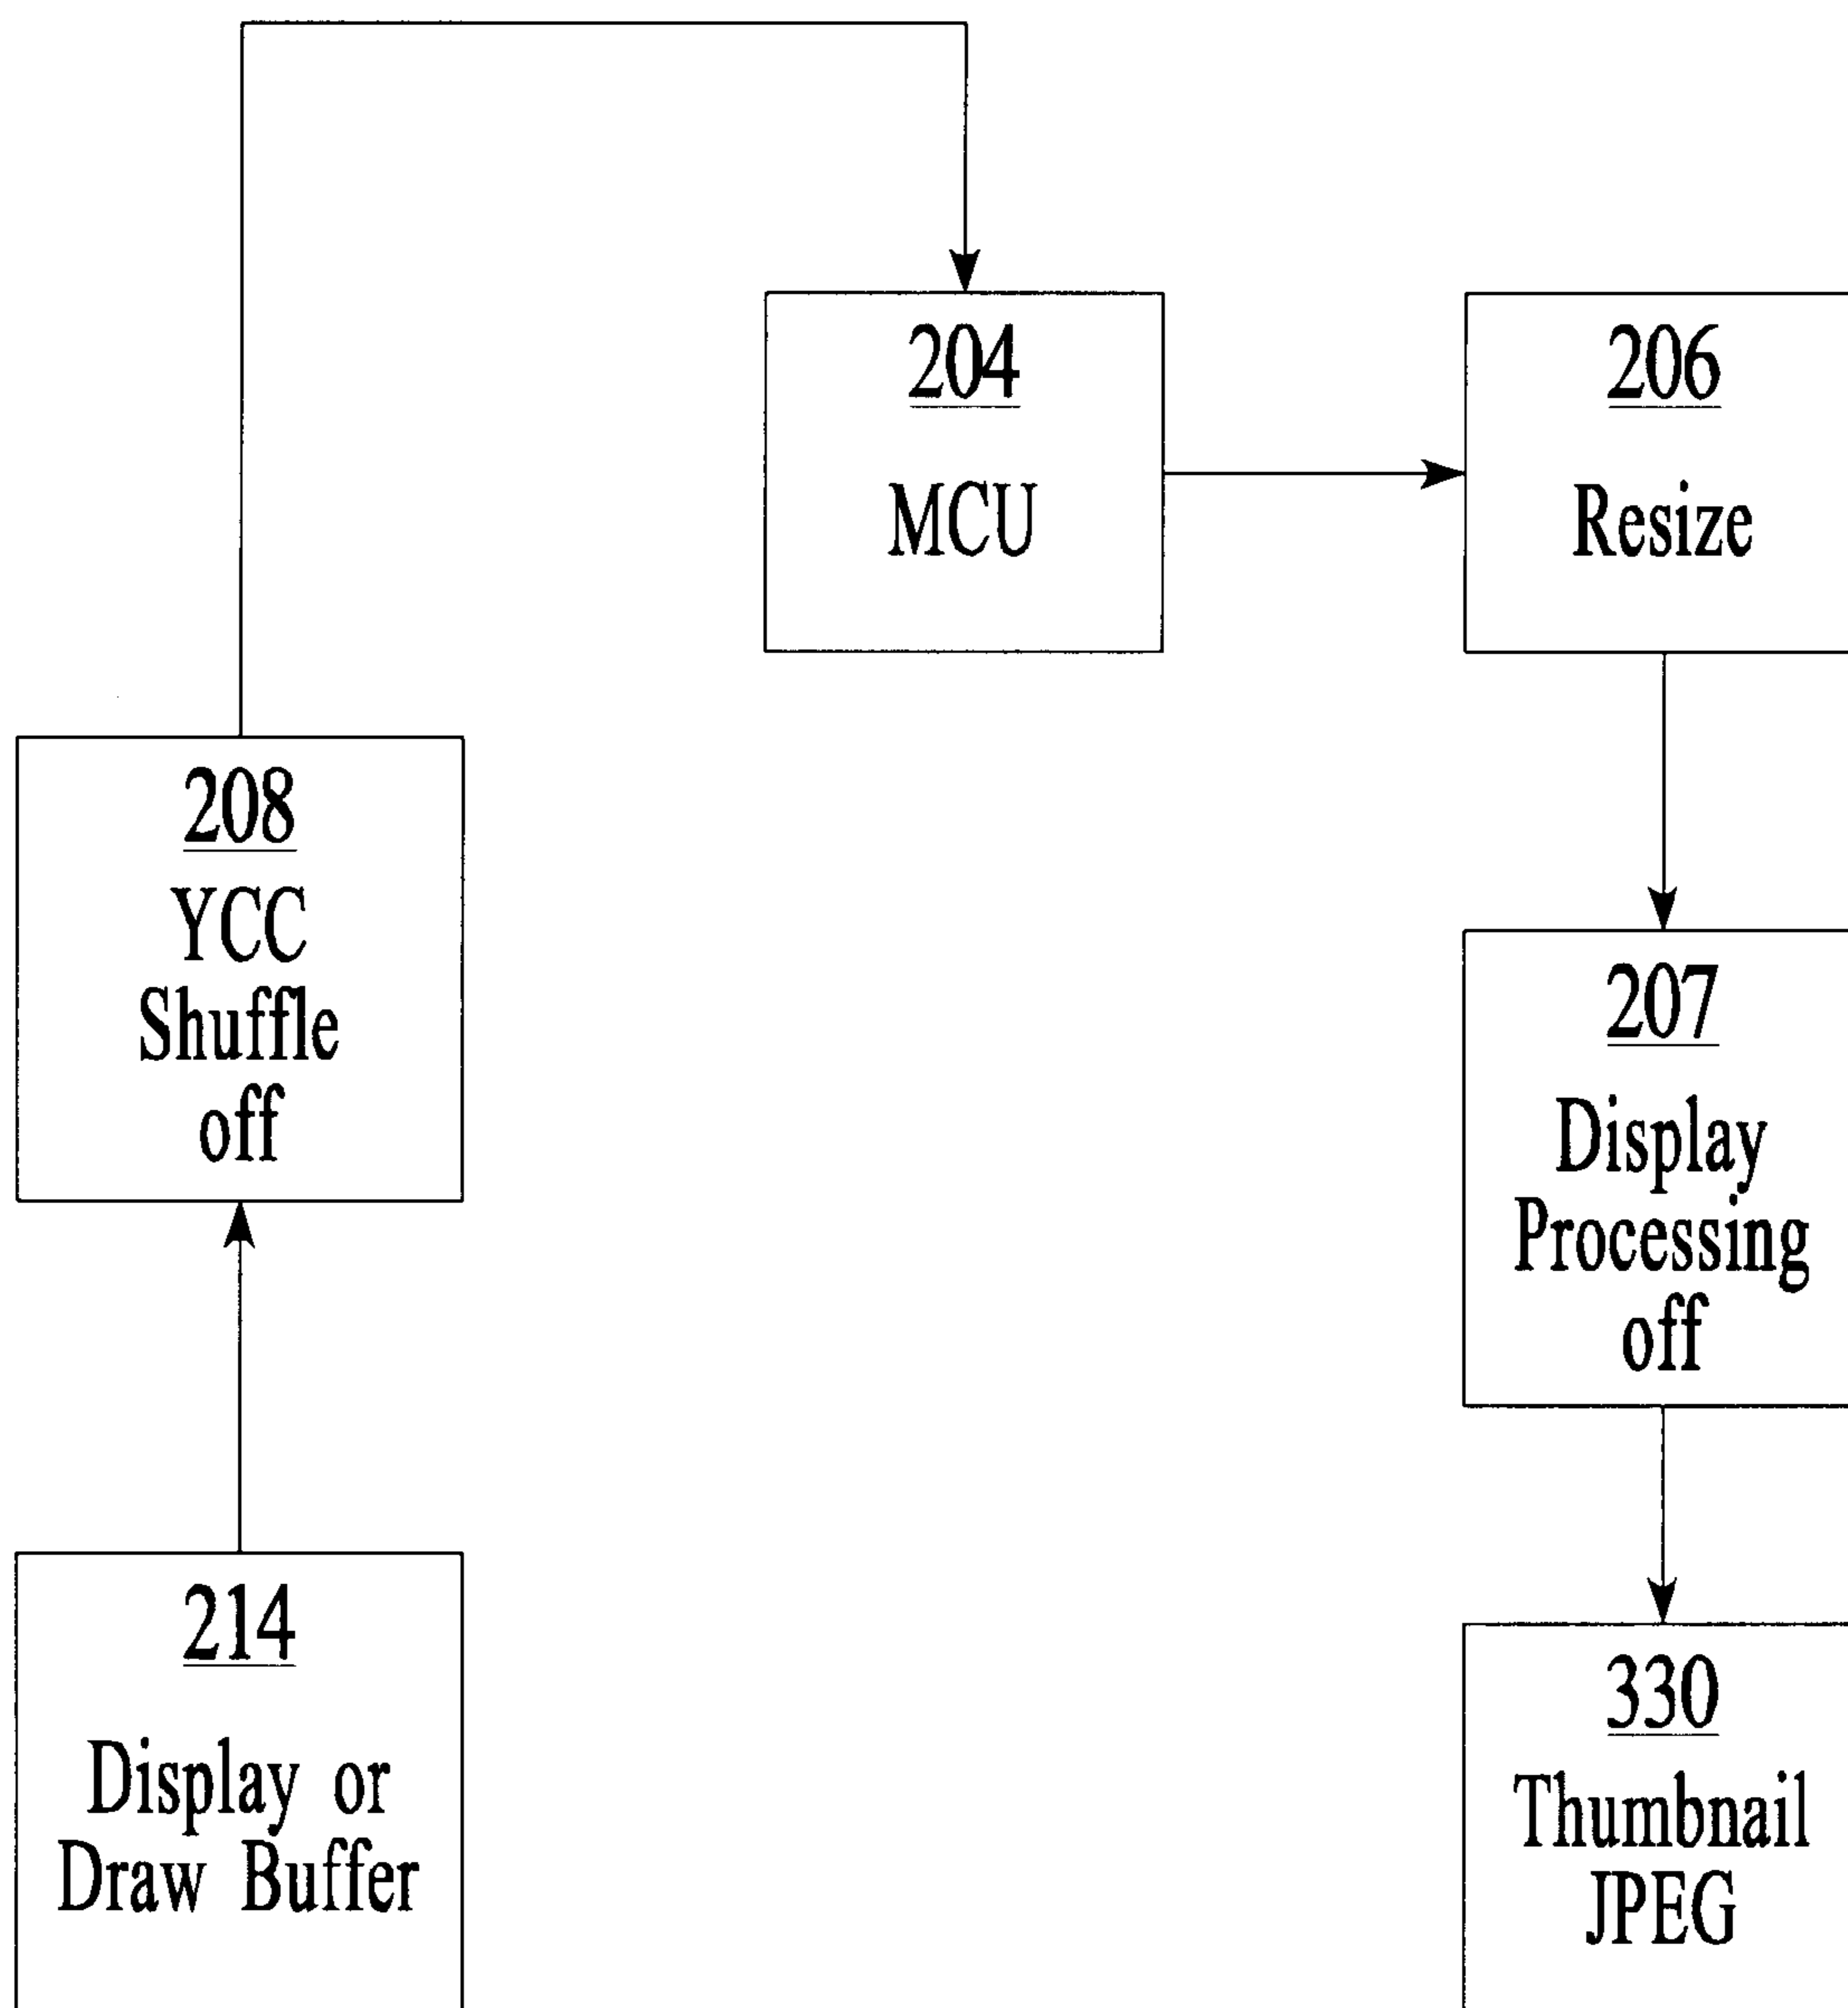 204
MCU
206
Resize
208
YCC
Shuffle
off
207
Display
Processing
off
214
Display or
Draw Buffer
330
Thumbnail
JPEG